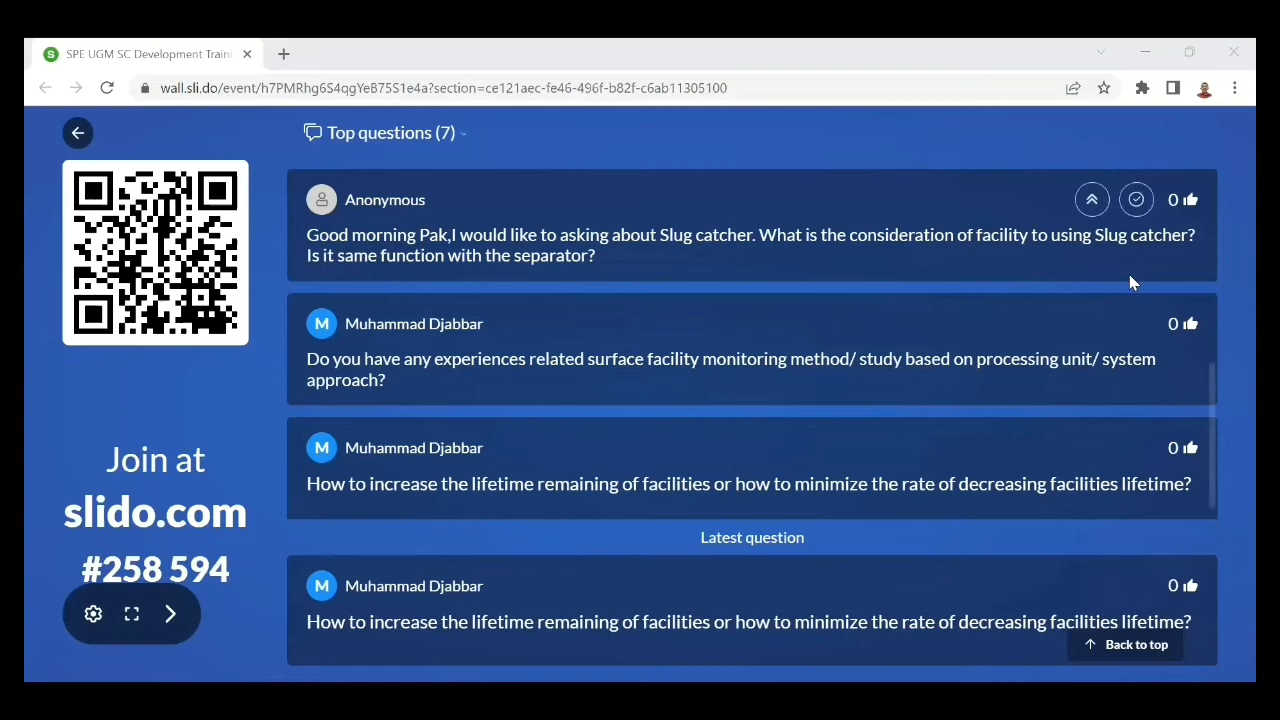 SPE UGM SC Development Traini
wall.sli.do/event/h7PMRhg6S4qgYeB75S1e4a?section=ce121aec-fe46-496f-b82f-c6ab11305100
Top questions (7)
Anonymous
0
Good morning Pak,I would like to asking about Slug catcher. What is the consideration of facility to using Slug catcher?
Is it same function with the separator?
M Muhammad Djabbar
0
Do you have any experiences related surface facility monitoring method/ study based on processing unit/ system
approach?
M Muhammad Djabbar
0
How to increase the lifetime remaining of facilities or how to minimize the rate of decreasing facilities lifetime?
Latest question
M Muhammad Djabbar
0
How to increase the lifetime remaining of facilities or how to minimize the rate of decreasing facilities lifetime?
Back to top
Join at
slido.com
#258 594